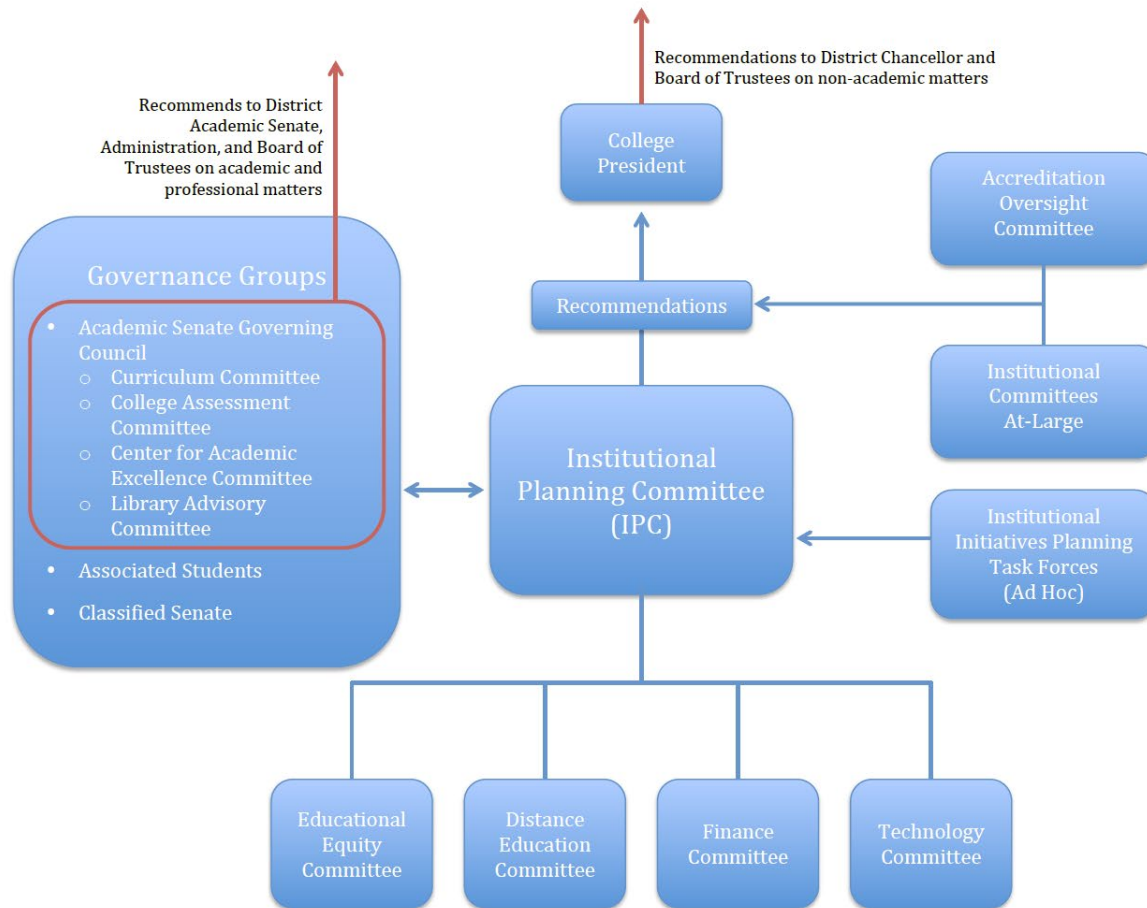 Recommendations to District Chancellor and
Board of Trustees on non-academic matters
Recommends to District
Academic Senate,
Administration, and Board of
Trustees on academic and
professional matters
College
President
Accreditation
Oversight
Committee
Governance Groups
• Academic Senate Governing
Council
o Curriculum Committee
o College Assessment
Committee
o Center for Academic
Excellence Committee
o Library Advisory
Committee
• Associated Students
• Classified Senate
Recommendations
Institutional
Committees
At-Large
Institutional
Planning Committee
(IPC)
Institutional
Initiatives Planning
Task Forces
(Ad Hoc)
Educational
Equity
Committee
Distance
Education
Committee
Finance
Committee
Technology
Committee